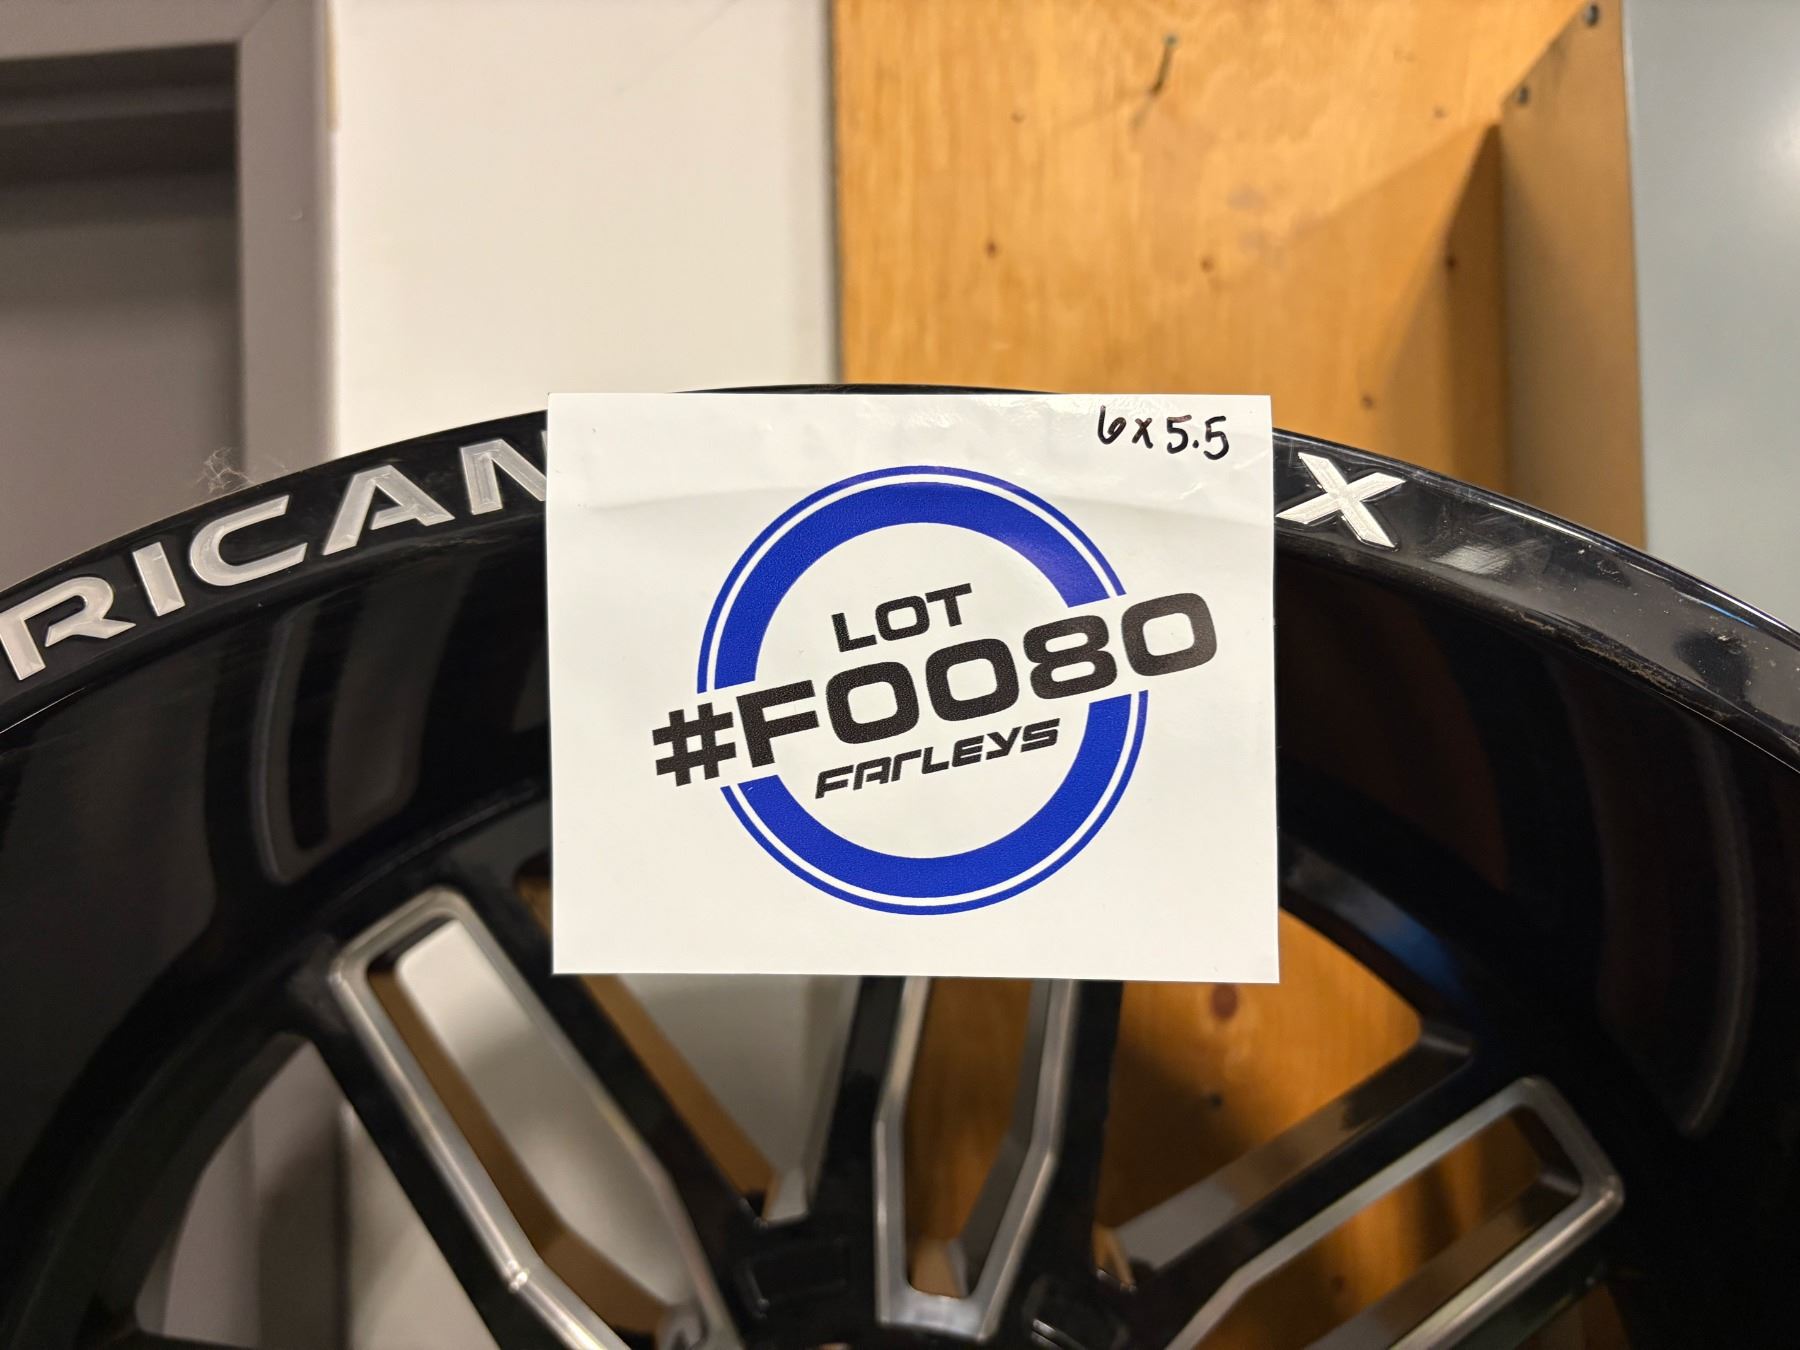 6x5.5
RICAN X
LOT
#F0080
FARLEYS